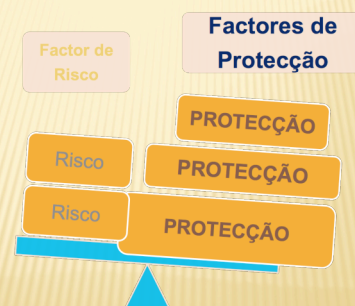 Factor de
Risco
Factores de
Protecção
PROTECÇÃO
Risco
PROTECÇÃO
Risco
PROTECÇÃO